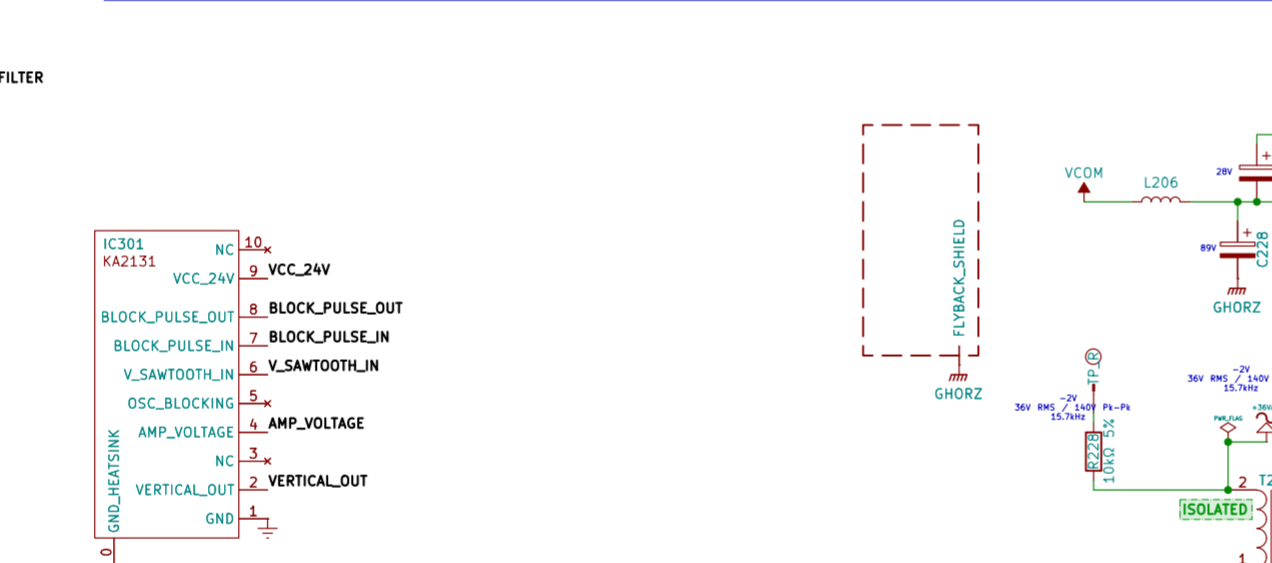 FILTER
IC301
KA2131
NC 10
VCC_24V 9 VCC_24V
BLOCK_PULSE_OUT 8 BLOCK_PULSE_OUT
BLOCK_PULSE_IN 7 BLOCK_PULSE_IN
V_SAWTOOTH_IN 6 V_SAWTOOTH_IN
OSC_BLOCKING 5
AMP_VOLTAGE 4 AMP_VOLTAGE
NC 3
VERTICAL_OUT 2 VERTICAL_OUT
GND 1
GND_HEATSINK
0
FLYBACK_SHIELD
GHORZ
VCOM
L206
28V
+
89V
+
C228
GHORZ
TP_R
-2V
36V RMS / 140V Pk-Pk
15.7kHz
R228
10kΩ 5%
-2V
36V RMS / 140V
15.7kHz
PWR_FLAG
+36V
2
T2
ISOLATED
1